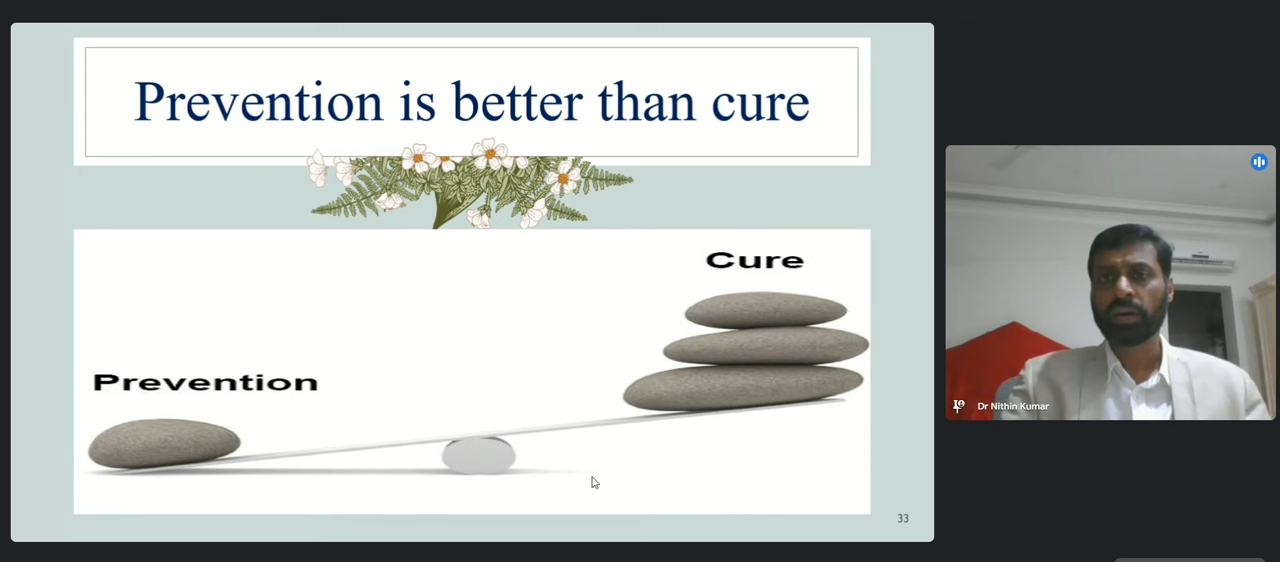 Prevention is better than cure
Cure
Prevention
33
Dr Nithin Kumar